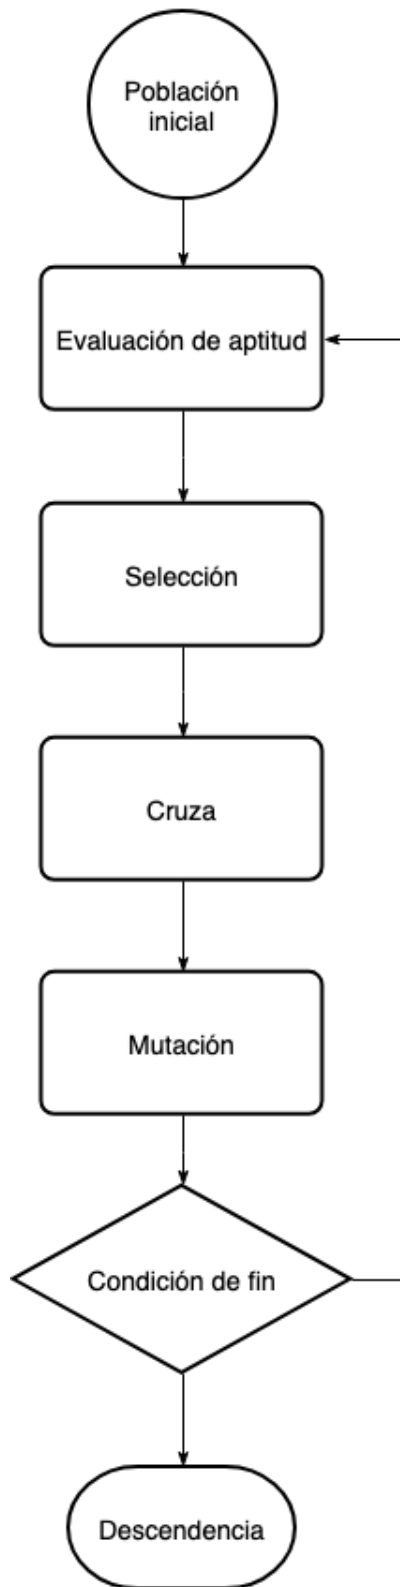 Población
inicial
Evaluación de aptitud
Selección
Cruza
Mutación
Condición de fin
Descendencia